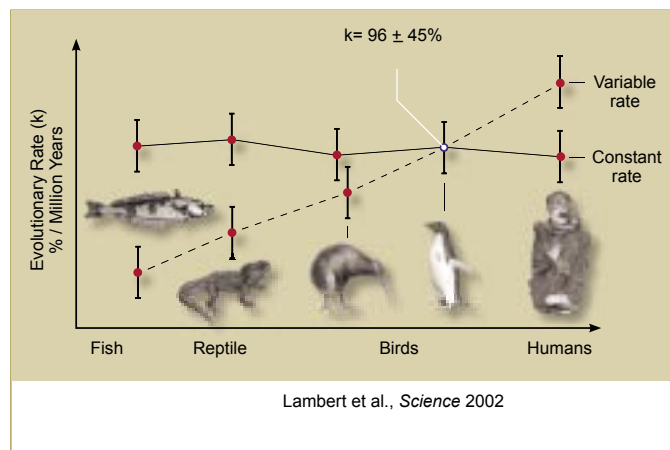 k= 96 ± 45%
Variable
rate
Constant
rate
Evolutionary Rate (k)
% / Million Years
Fish Reptile Birds Humans
Lambert et al., Science 2002